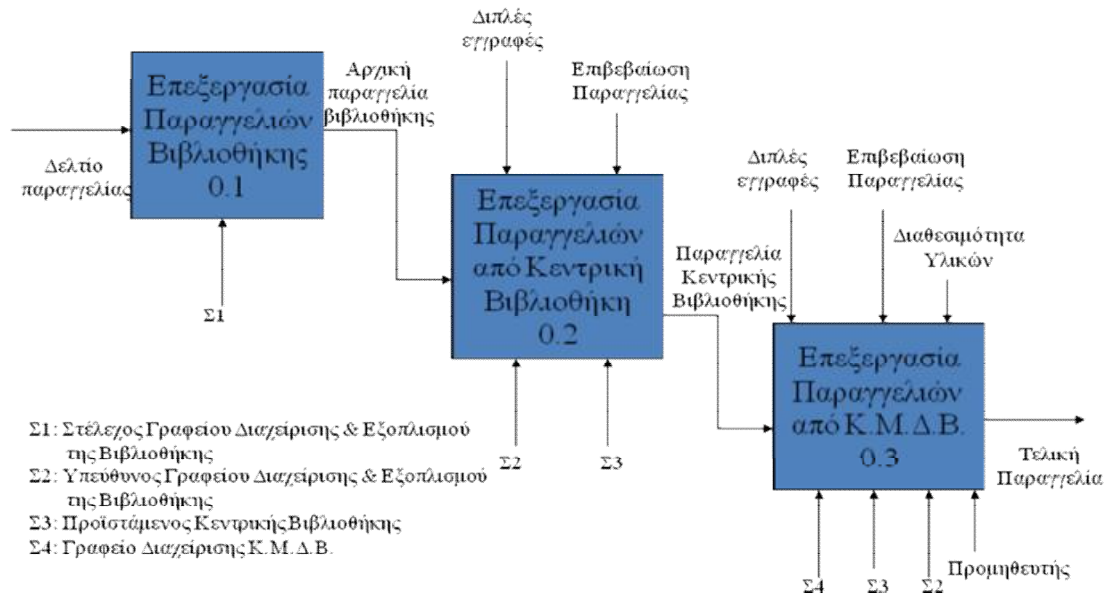 Διπλές
εγγραφές
Επιβεβαίωση
Παραγγελίας
Επεξεργασία
Παραγγελιών
Βιβλιοθήκης
0.1
Αρχική
παραγγελία
βιβλιοθήκης
Δελτίο
παραγγελίας
Σ1
Επεξεργασία
Παραγγελιών
από Κεντρική
Βιβλιοθήκη
0.2
Παραγγελία
Κεντρικής
Βιβλιοθήκης
Διπλές
εγγραφές
Επιβεβαίωση
Παραγγελίας
Διαθεσιμότητα
Υλικών
Σ2
Σ3
Επεξεργασία
Παραγγελιών
από Κ.Μ.Δ.Β.
0.3
Τελική
Παραγγελία
Σ4
Σ3
Σ2
Προμηθευτής
Σ1: Στέλεχος Γραφείου Διαχείρισης & Εξοπλισμού
της Βιβλιοθήκης
Σ2: Υπεύθυνος Γραφείου Διαχείρισης & Εξοπλισμού
της Βιβλιοθήκης
Σ3: Προϊστάμενος Κεντρικής Βιβλιοθήκης
Σ4: Γραφείο Διαχείρισης Κ.Μ.Δ.Β.